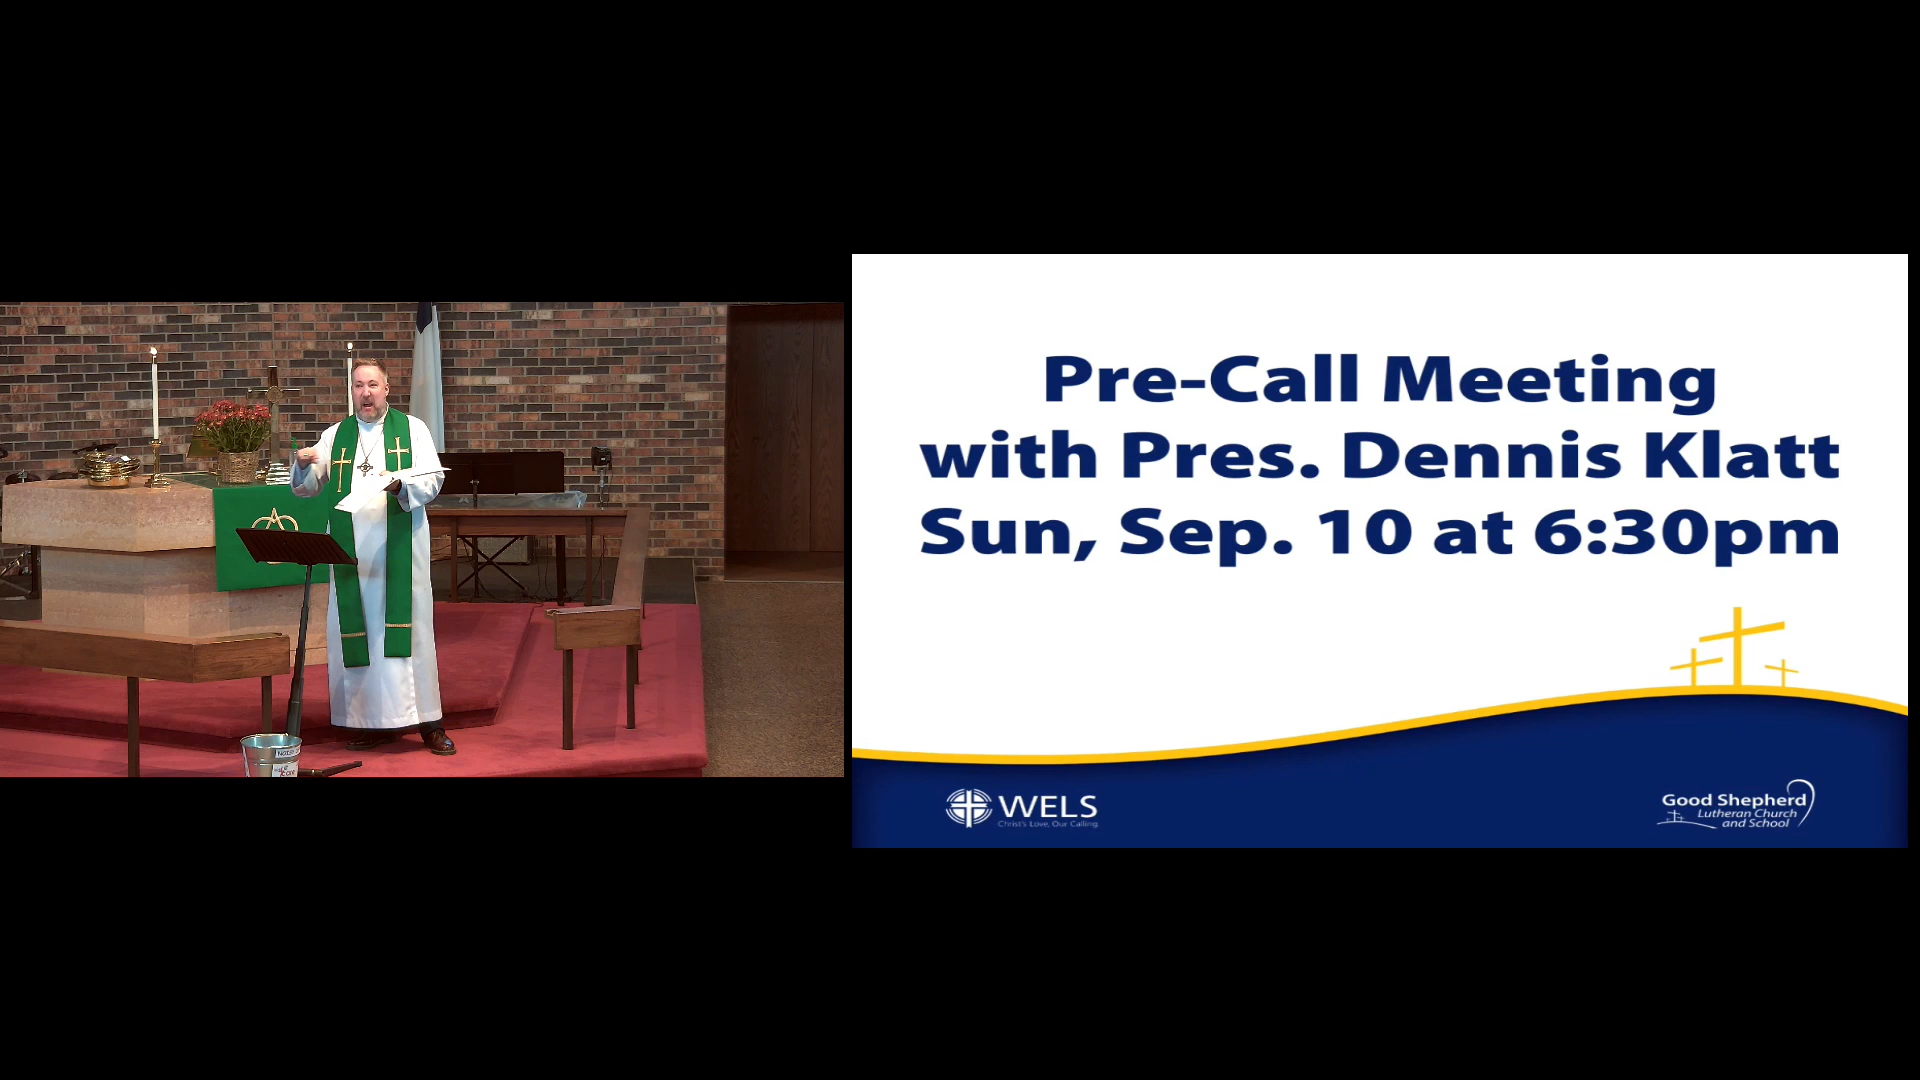 Pre-Call Meeting
with Pres. Dennis Klatt
Sun, Sep. 10 at 6:30pm
WELS
Christ's Love, Our Calling.
Good Shepherd
Lutheran Church
and School